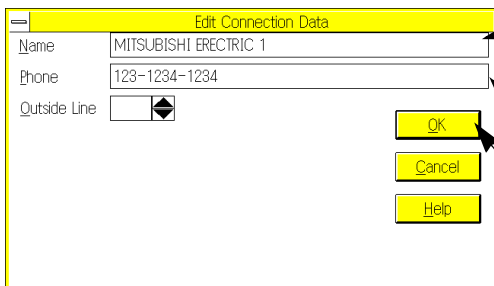 Edit Connection Data
Name MITSUBISHI ERECTRIC 1
Phone 123-1234-1234
Outside Line
OK
Cancel
Help